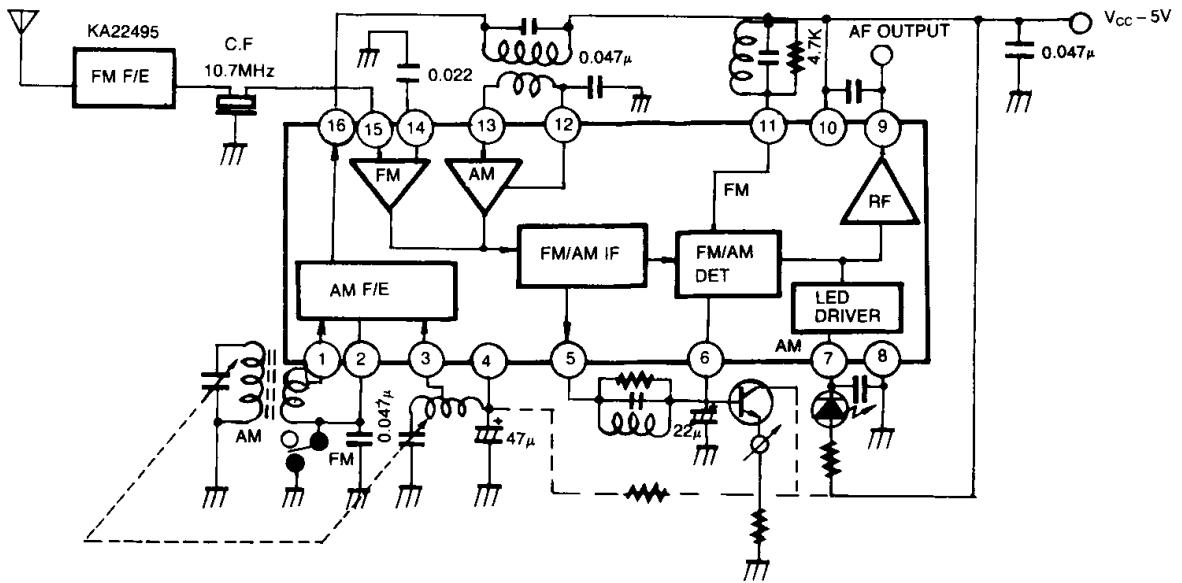 KA22495
FM F/E
C.F
10.7MHz
0.022
0.047μ
4.7K
AF OUTPUT
VCC – 5V
0.047μ
16
15
14
13
12
11
10
9
FM
AM
FM
RF
FM/AM IF
FM/AM
DET
AM F/E
LED
DRIVER
AM
1
2
3
4
5
6
7
8
AM
FM
0.047μ
+
47μ
22μ
+